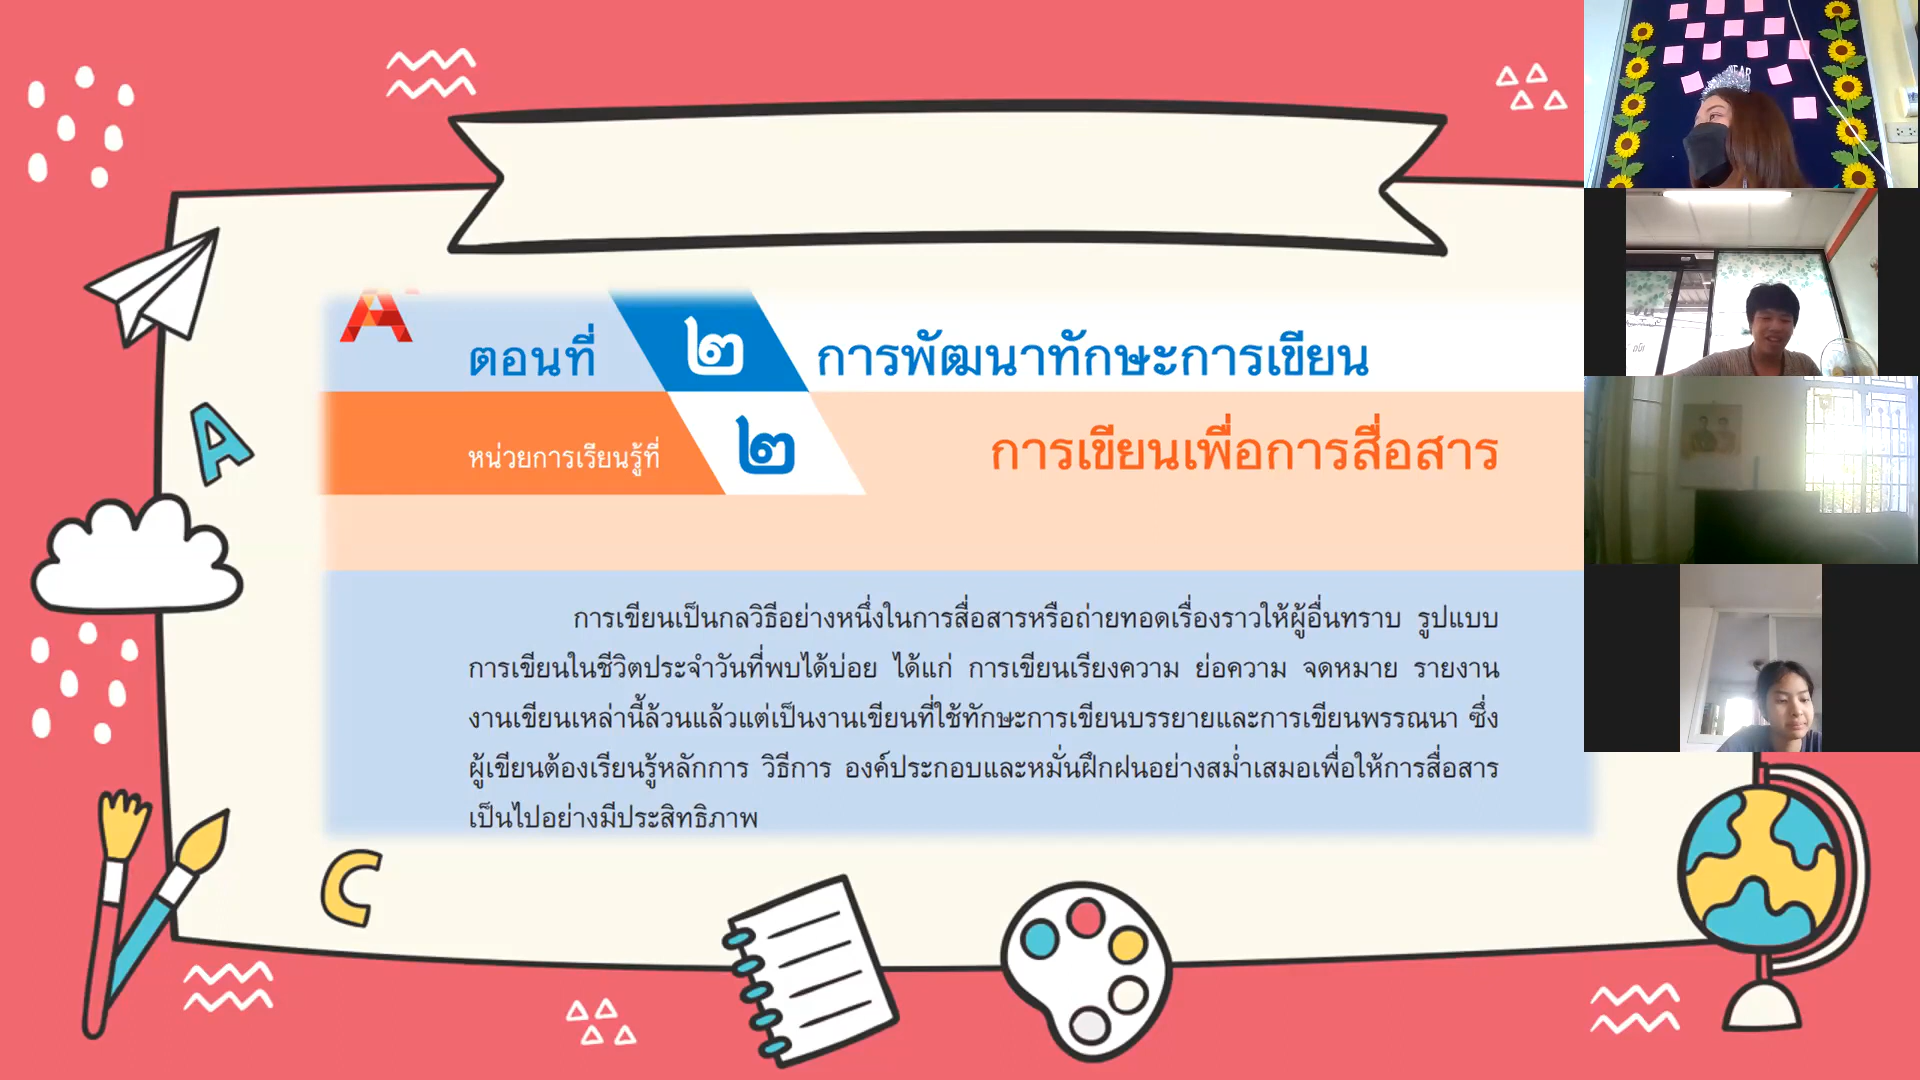 ตอนที่ ๒ การพัฒนาทักษะการเขียน
หน่วยการเรียนรู้ที่ ๒ การเขียนเพื่อการสื่อสาร
การเขียนเป็นกลวิธีอย่างหนึ่งในการสื่อสารหรือถ่ายทอดเรื่องราวให้ผู้อื่นทราบ รูปแบบ
การเขียนในชีวิตประจำวันที่พบได้บ่อย ได้แก่ การเขียนเรียงความ ย่อความ จดหมาย รายงาน
งานเขียนเหล่านี้ล้วนแล้วแต่เป็นงานเขียนที่ใช้ทักษะการเขียนบรรยายและการเขียนพรรณนา ซึ่ง
ผู้เขียนต้องเรียนรู้หลักการ วิธีการ องค์ประกอบและหมั่นฝึกฝนอย่างสม่ำเสมอเพื่อให้การสื่อสาร
เป็นไปอย่างมีประสิทธิภาพ
A
A
C